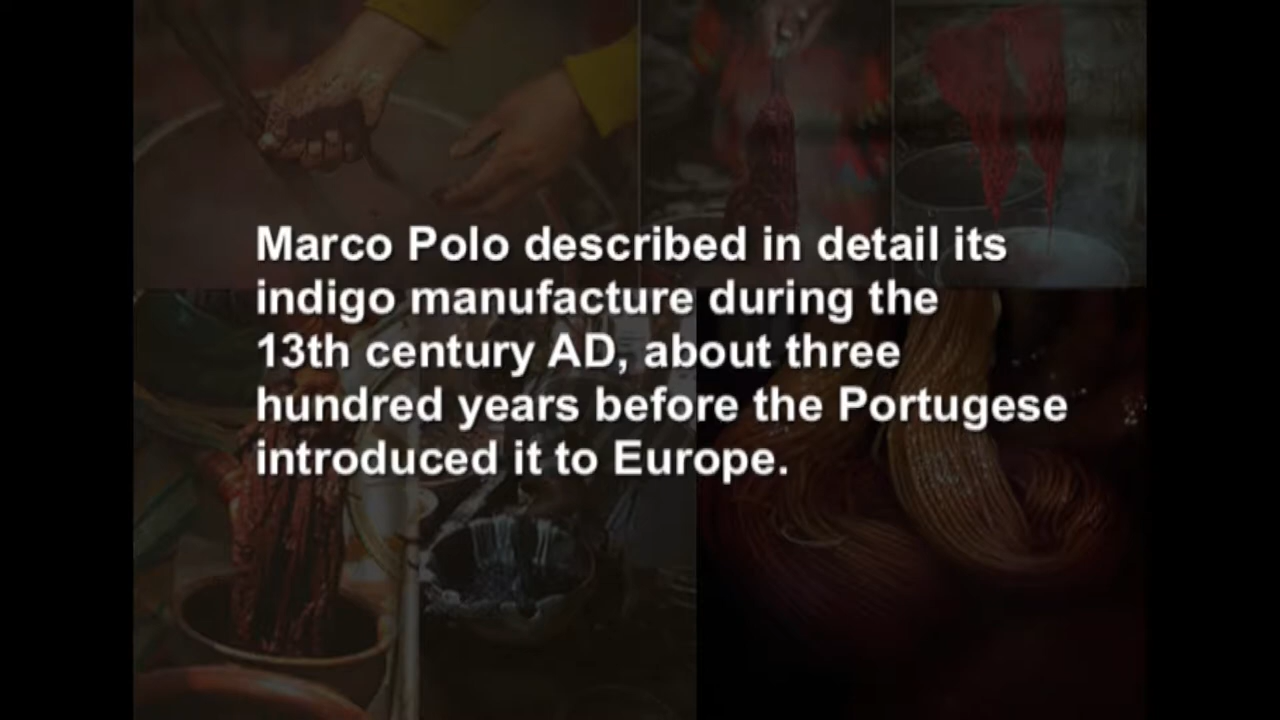 Marco Polo described in detail its
indigo manufacture during the
13th century AD, about three
hundred years before the Portugese
introduced it to Europe.